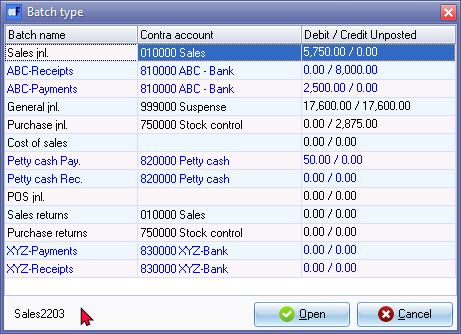 Batch type
Batch name Contra account Debit / Credit Unposted
Sales jnl. 010000 Sales 5,750.00 / 0.00
ABC-Receipts 810000 ABC - Bank 0.00 / 8,000.00
ABC-Payments 810000 ABC - Bank 2,500.00 / 0.00
General jnl. 999000 Suspense 17,600.00 / 17,600.00
Purchase jnl. 750000 Stock control 0.00 / 2,875.00
Cost of sales 0.00 / 0.00
Petty cash Pay. 820000 Petty cash 50.00 / 0.00
Petty cash Rec. 820000 Petty cash 0.00 / 0.00
POS jnl. 0.00 / 0.00
Sales returns 010000 Sales 0.00 / 0.00
Purchase returns 750000 Stock control 0.00 / 0.00
XYZ-Payments 830000 XYZ-Bank 0.00 / 0.00
XYZ-Receipts 830000 XYZ-Bank 0.00 / 0.00
Sales2203 Open Cancel